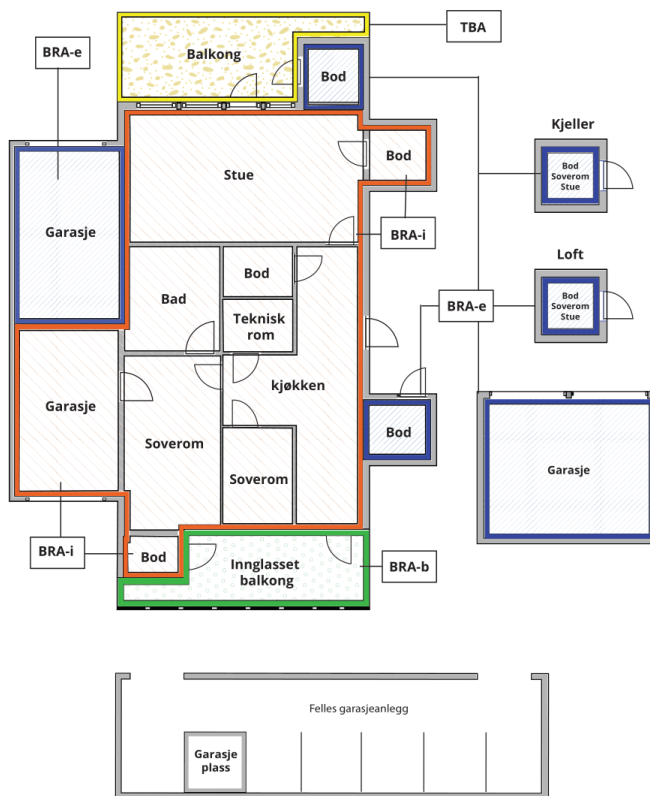 TBA
BRA-e
Balkong
Bod
Kjeller
Bod
Soverom
Stue
Stue
Bod
BRA-i
Garasje
Loft
Bod
Soverom
Stue
Bad
Bod
Teknisk
rom
BRA-e
kjøkken
Garasje
Soverom
Bod
Soverom
Garasje
BRA-i
Bod
Innglasset
balkong
BRA-b
Felles garasjeanlegg
Garasje
plass